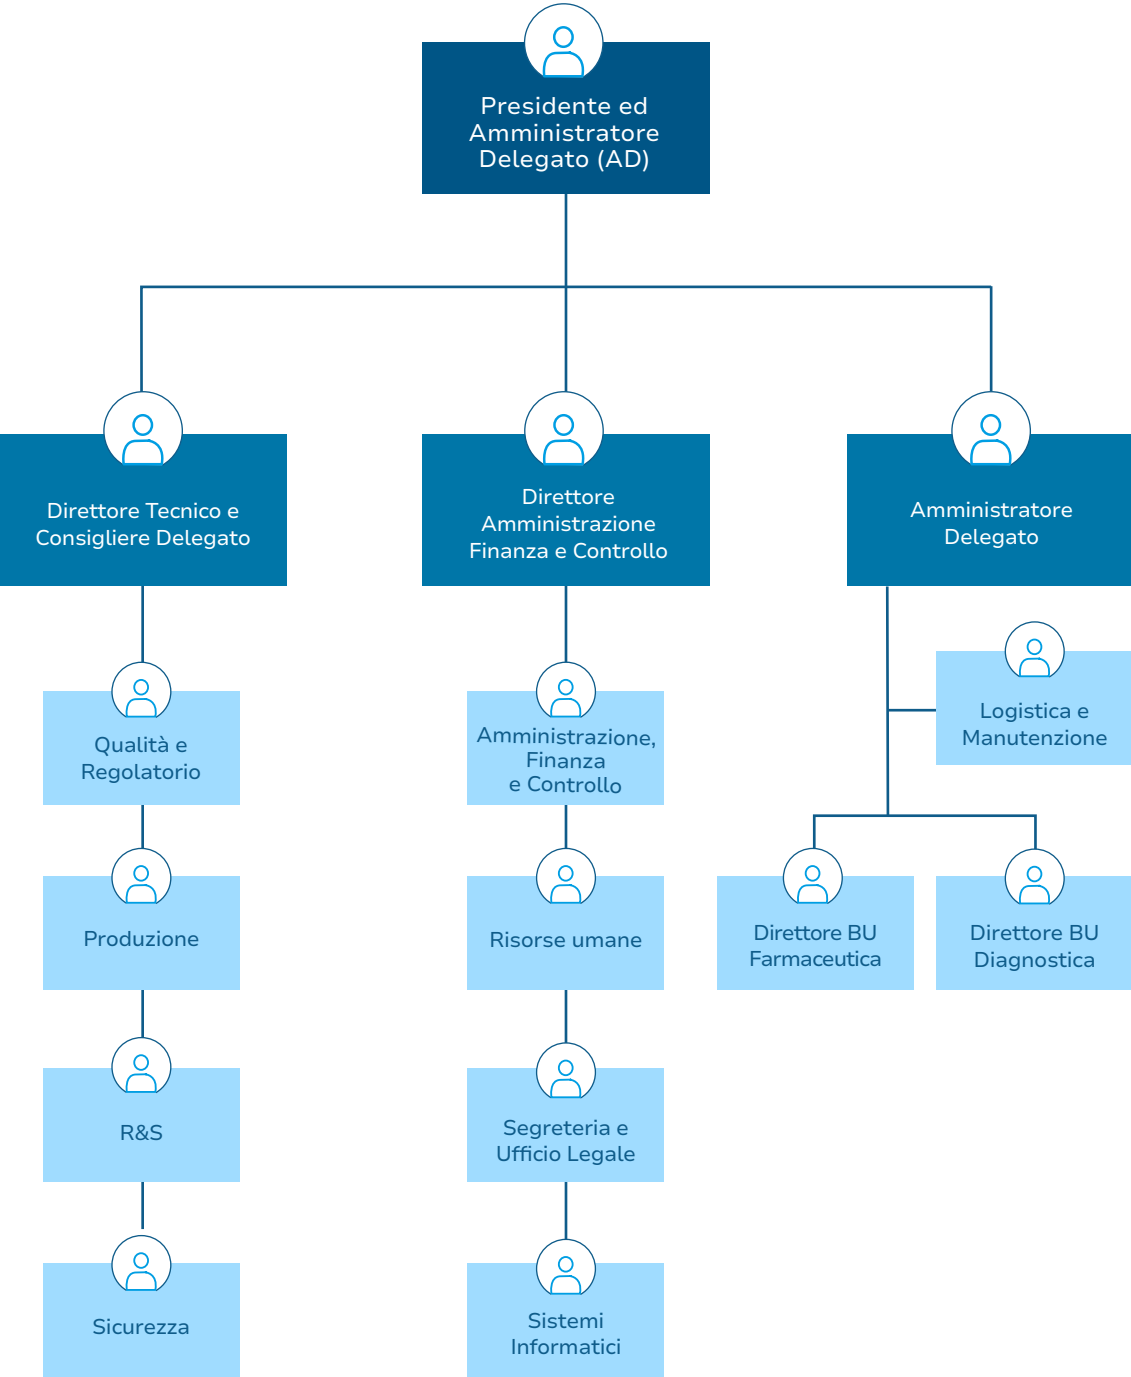 Presidente ed
Amministratore
Delegato (AD)
Direttore Tecnico e
Consigliere Delegato
Direttore
Amministrazione
Finanza e Controllo
Amministratore
Delegato
Qualità e
Regolatorio
Produzione
R&S
Sicurezza
Amministrazione,
Finanza
e Controllo
Risorse umane
Segreteria e
Ufficio Legale
Sistemi
Informatici
Logistica e
Manutenzione
Direttore BU
Farmaceutica
Direttore BU
Diagnostica